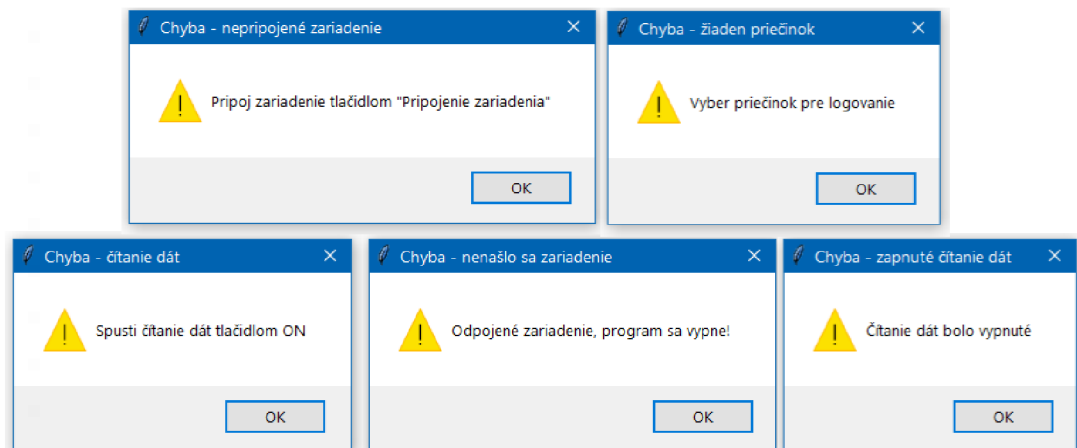 Chyba - nepripojené zariadenie
Pripoj zariadenie tlačidlom "Pripojenie zariadenia"
OK
Chyba - žiaden priečinok
Vyber priečinok pre logovanie
OK
Chyba - čítanie dát
Spusti čítanie dát tlačidlom ON
OK
Chyba - nenašlo sa zariadenie
Odpojené zariadenie, program sa vypne!
OK
Chyba - zapnuté čítanie dát
Čítanie dát bolo vypnuté
OK